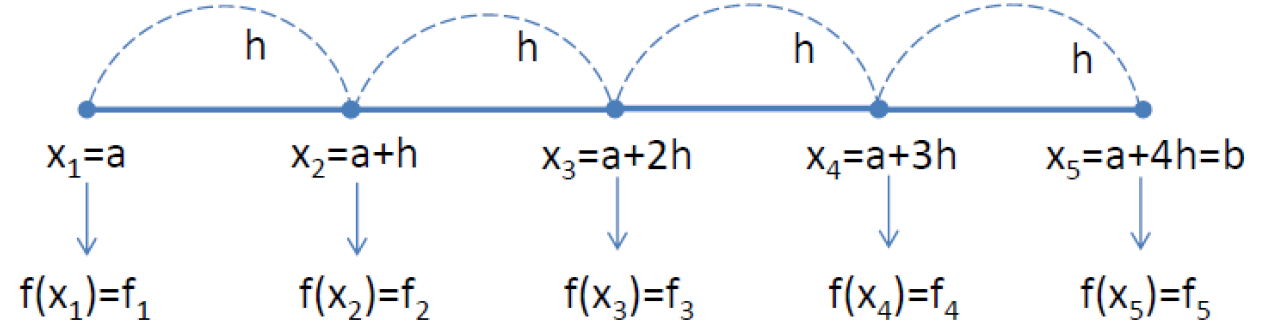 h h h h
x₁=a x₂=a+h x₃=a+2h x₄=a+3h x₅=a+4h=b
f(x₁)=f₁ f(x₂)=f₂ f(x₃)=f₃ f(x₄)=f₄ f(x₅)=f₅